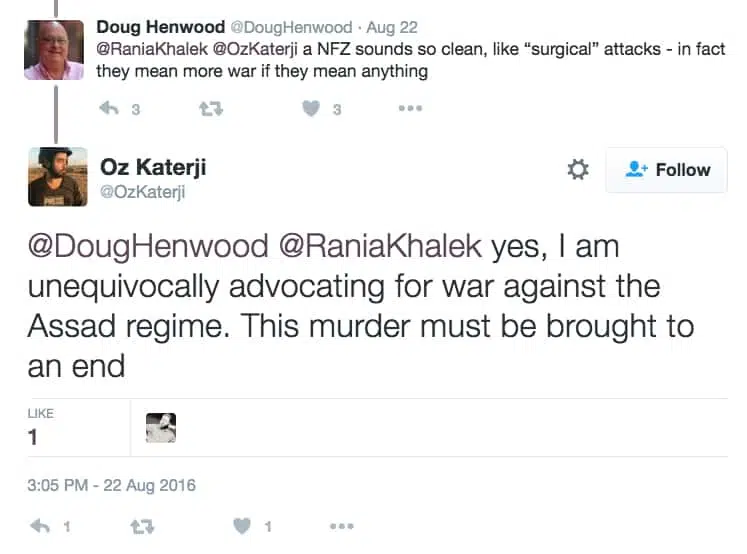 Doug Henwood @DougHenwood · Aug 22
@RaniaKhalek @OzKaterji a NFZ sounds so clean, like “surgical” attacks - in fact
they mean more war if they mean anything
3 3
Oz Katerji
@OzKaterji
Follow
@DougHenwood @RaniaKhalek yes, I am
unequivocally advocating for war against the
Assad regime. This murder must be brought to
an end
LIKE
1
3:05 PM - 22 Aug 2016
1 1